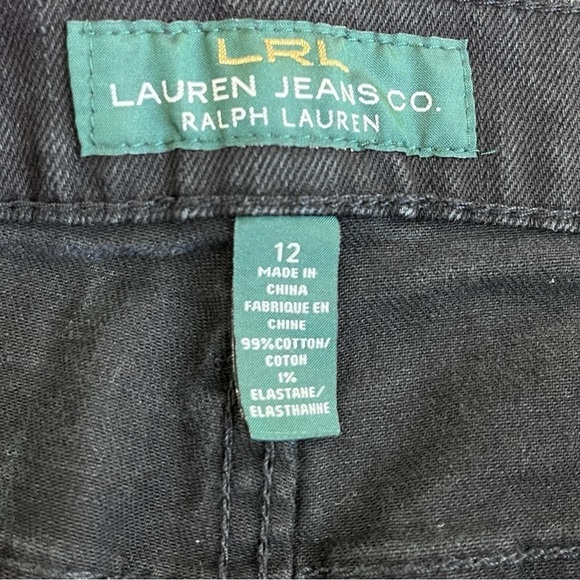 LRL
LAUREN JEANS CO.
RALPH LAUREN
12
MADE IN
CHINA
FABRIQUE EN
CHINE
99%COTTON/
COTON
1%
ELASTANE/
ELASTHANNE